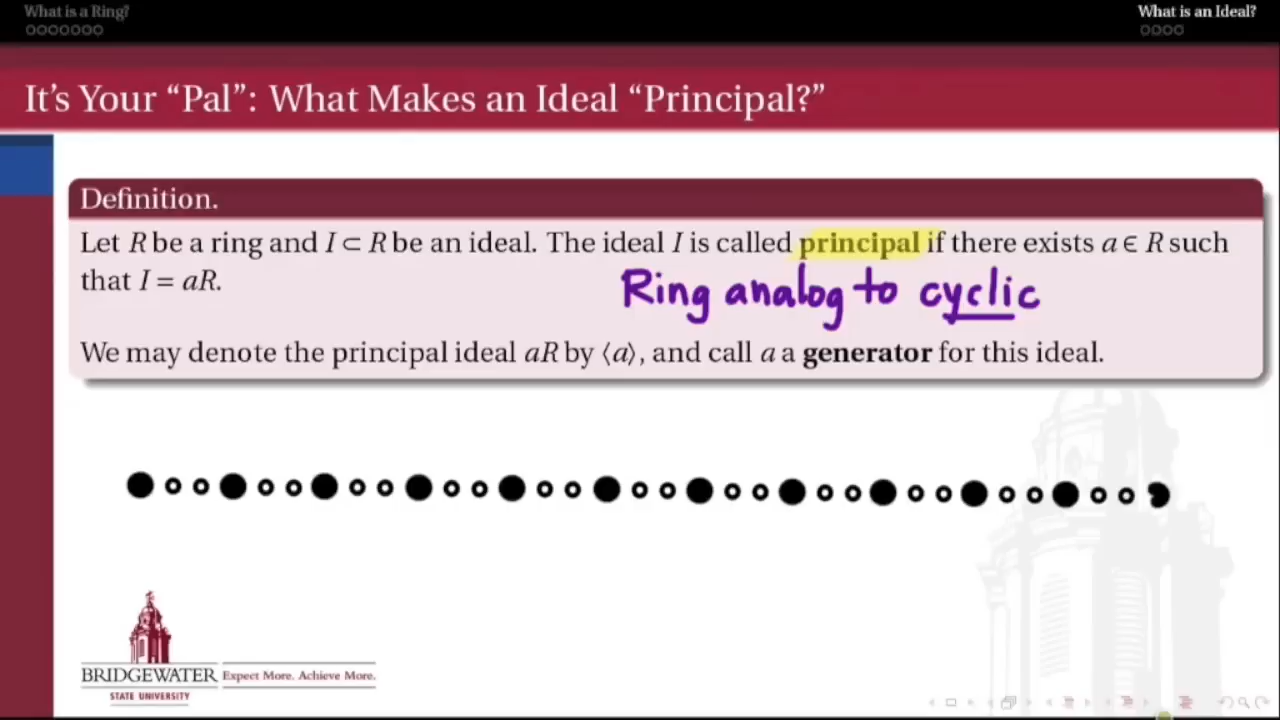 What is a Ring?
What is an Ideal?
It's Your “Pal”: What Makes an Ideal “Principal?”
Definition.
Let R be a ring and I ⊂ R be an ideal. The ideal I is called principal if there exists a ∈ R such
that I = aR.
Ring analog to cyclic
We may denote the principal ideal aR by ⟨a⟩, and call a a generator for this ideal.
BRIDGEWATER
STATE UNIVERSITY
Expect More. Achieve More.